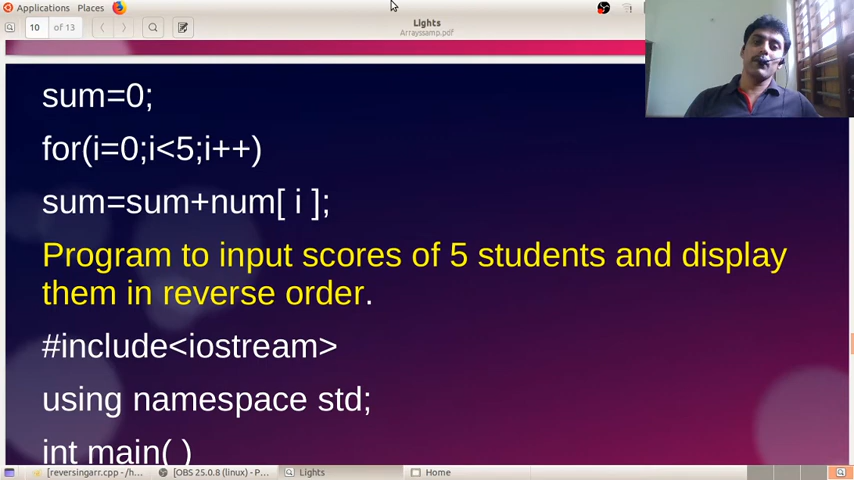 Applications Places
10 of 13
Lights
Arrayssamp.pdf
sum=0;
for(i=0;i<5;i++)
sum=sum+num[ i ];
Program to input scores of 5 students and display
them in reverse order.
#include<iostream>
using namespace std;
int main( )
[reversingarr.cpp - /h... [OBS 25.0.8 (linux) - P... Lights Home